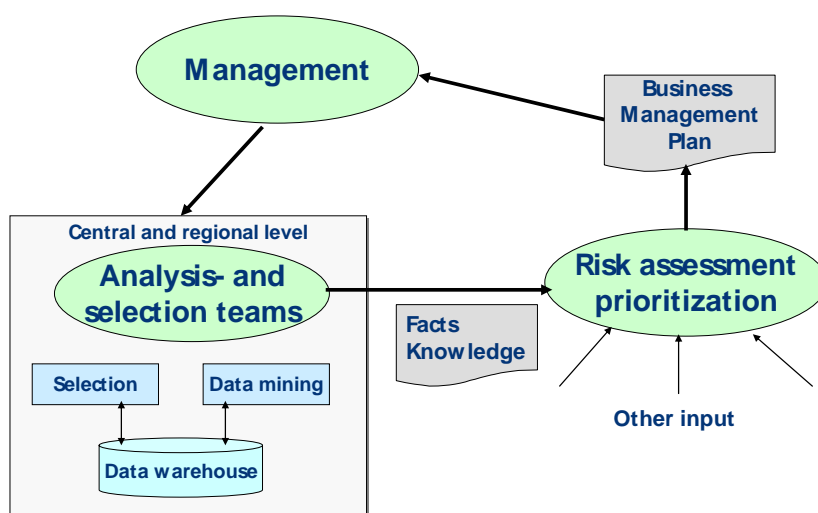 Management
Business
Management
Plan
Central and regional level
Analysis- and
selection teams
Risk assessment
prioritization
Facts
Knowledge
Selection
Data mining
Other input
Data warehouse